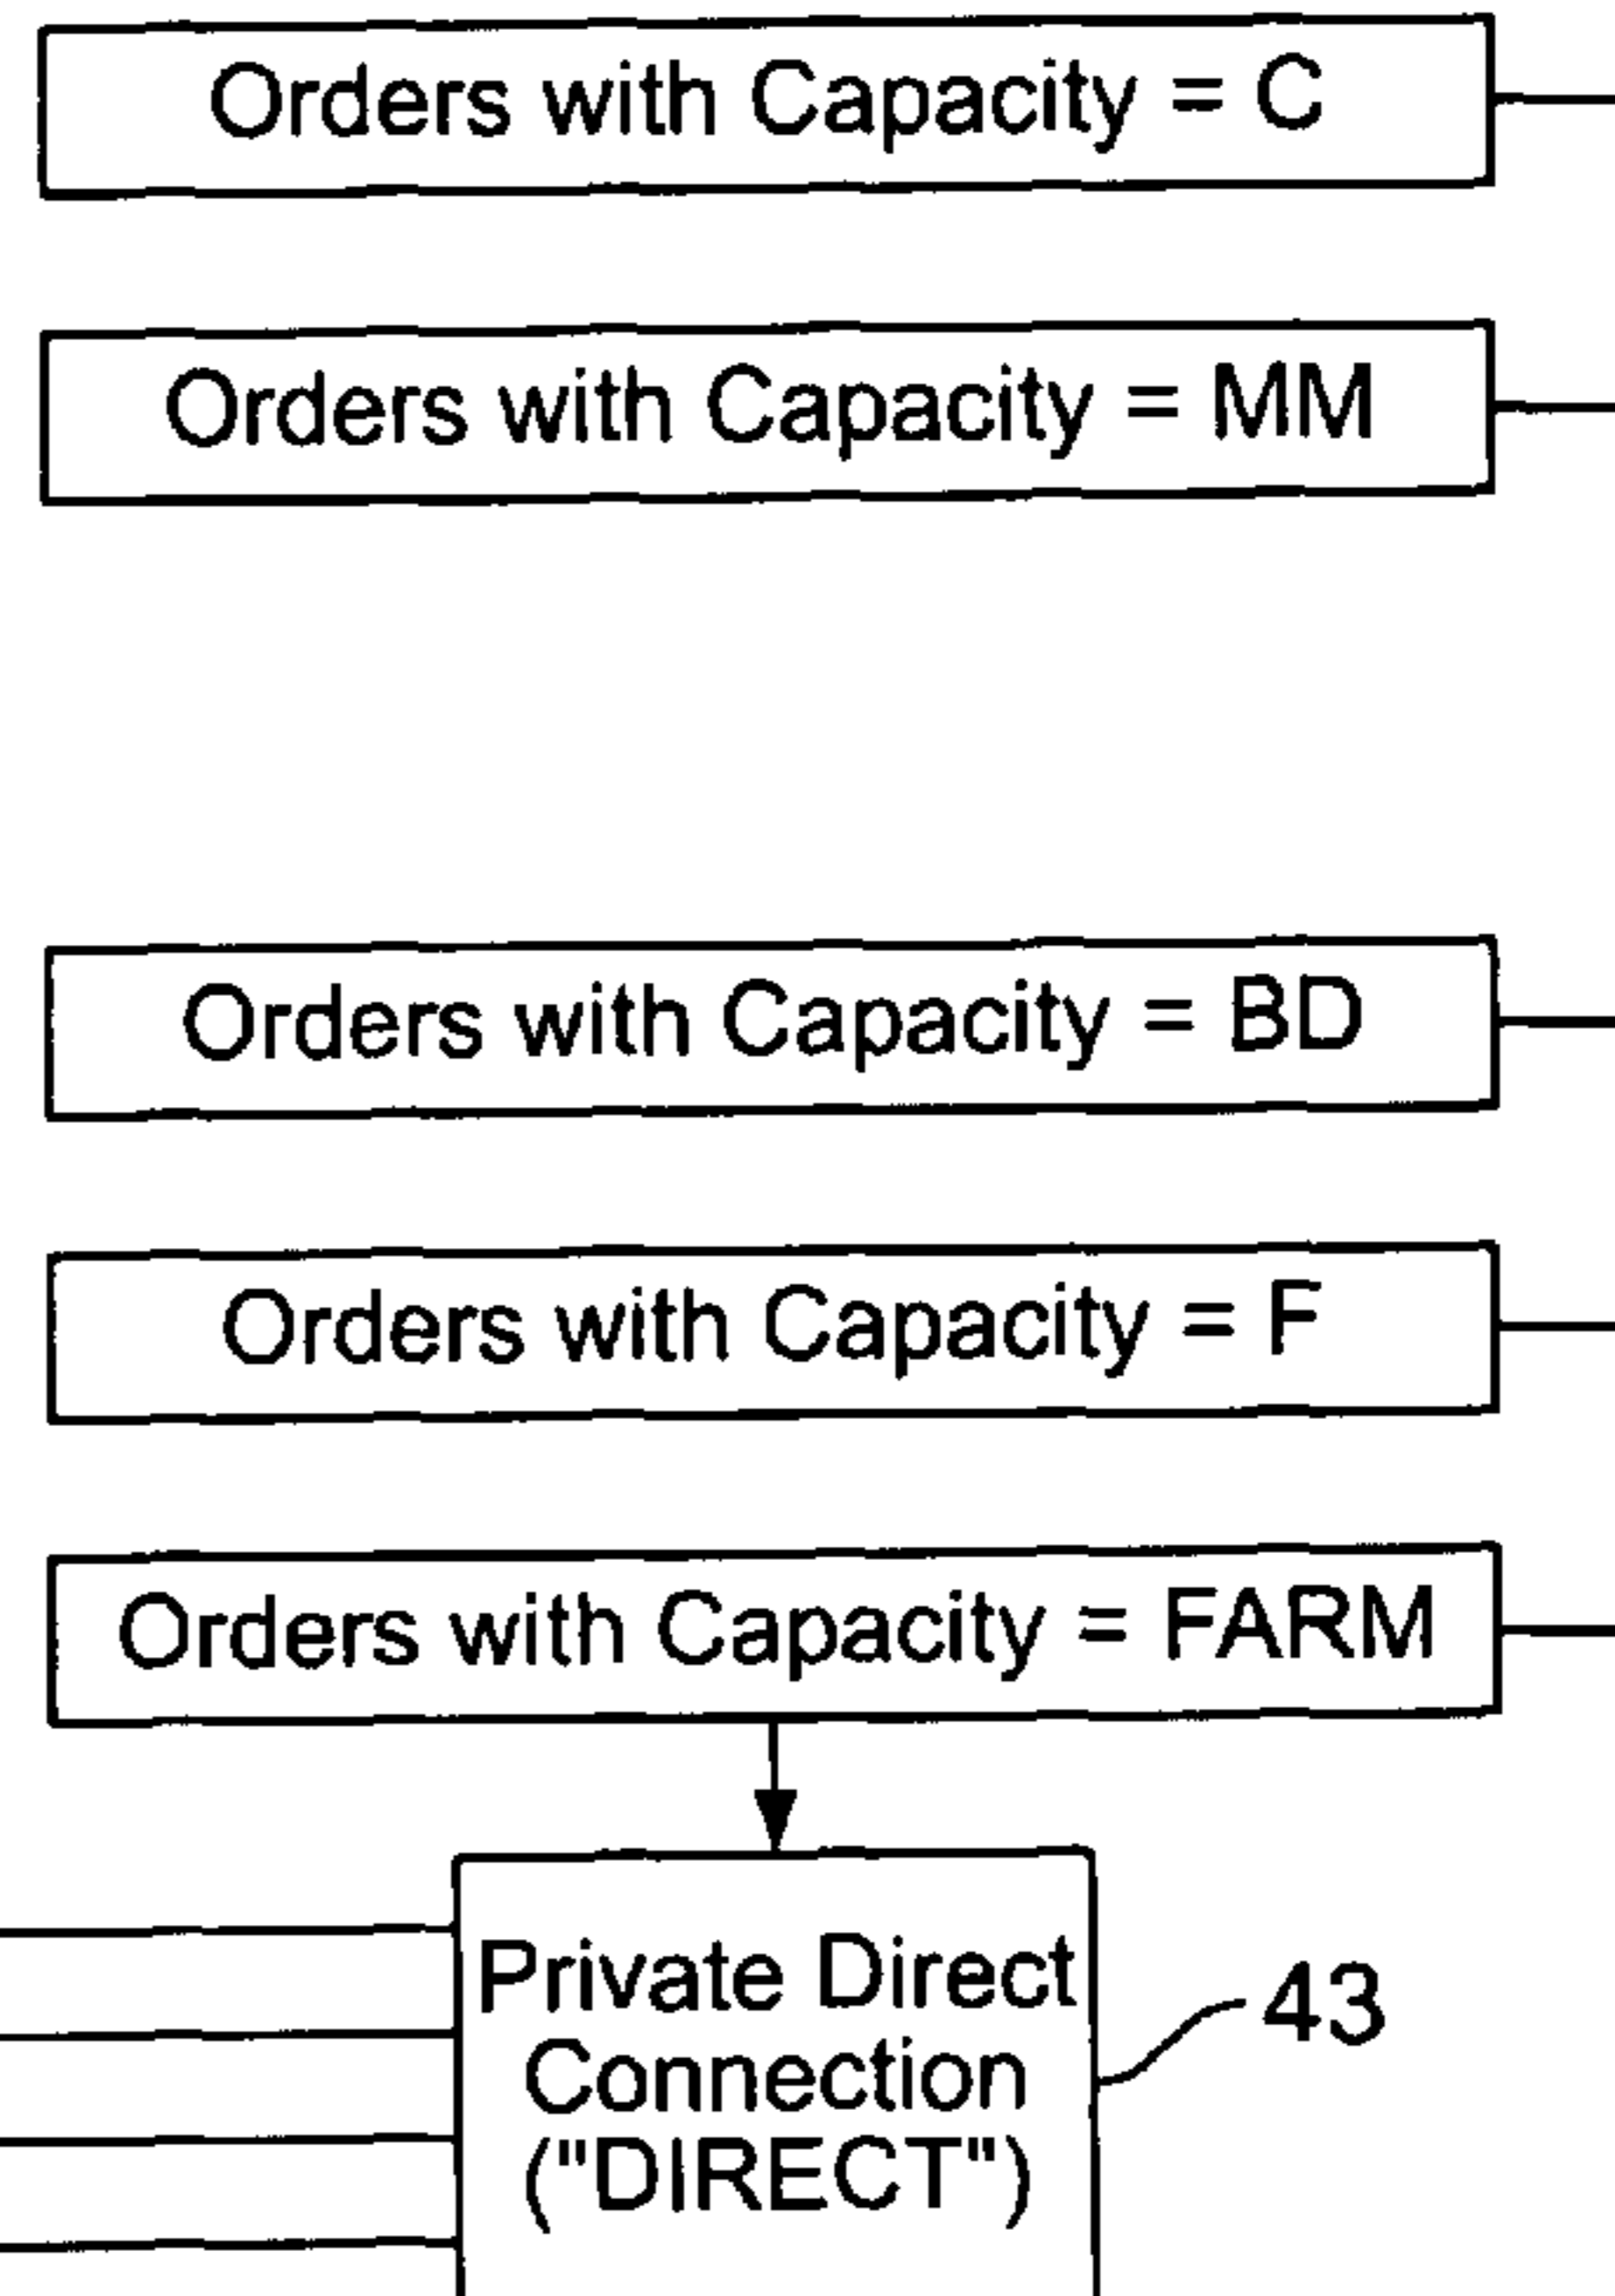 Orders with Capacity = C
Orders with Capacity = MM
Orders with Capacity = BD
Orders with Capacity = F
Orders with Capacity = FARM
Private Direct
Connection
("DIRECT")
43